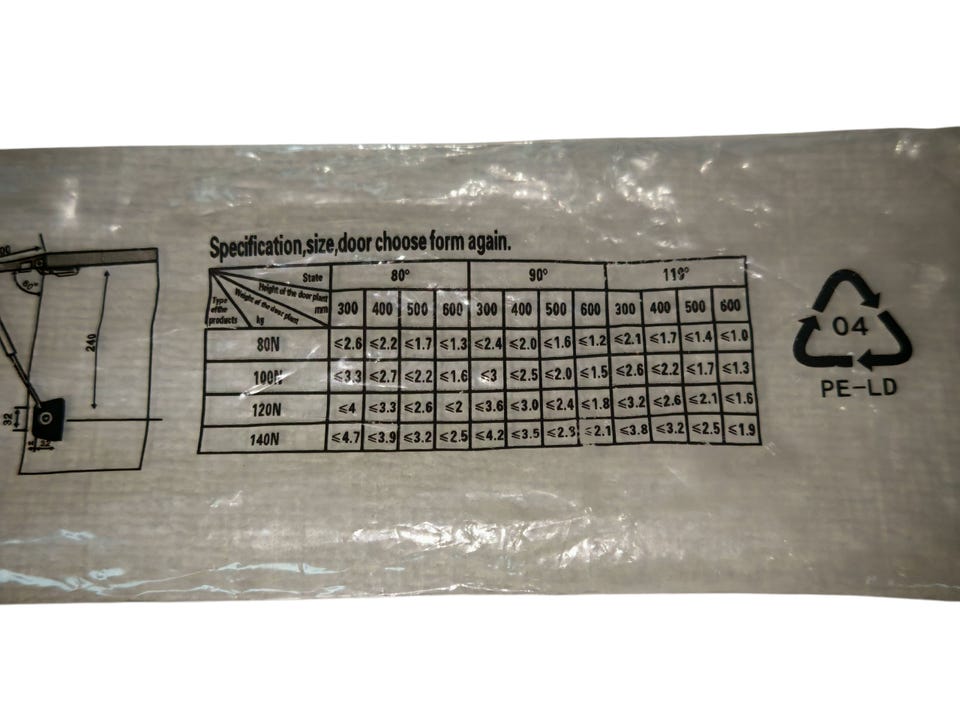 Specification,size,door choose form again.
State 80° 90° 110°
Height of the door plant mm
Weight of the door plant kg
Type of the products
300 400 500 600 300 400 500 600 300 400 500 600
80N ≤2.6 ≤2.2 ≤1.7 ≤1.3 ≤2.4 ≤2.0 ≤1.6 ≤1.2 ≤2.1 ≤1.7 ≤1.4 ≤1.0
100N ≤3.3 ≤2.7 ≤2.2 ≤1.6 ≤3 ≤2.5 ≤2.0 ≤1.5 ≤2.6 ≤2.2 ≤1.7 ≤1.3
120N ≤4 ≤3.3 ≤2.6 ≤2 ≤3.6 ≤3.0 ≤2.4 ≤1.8 ≤3.2 ≤2.6 ≤2.1 ≤1.6
140N ≤4.7 ≤3.9 ≤3.2 ≤2.5 ≤4.2 ≤3.5 ≤2.8 ≤2.1 ≤3.8 ≤3.2 ≤2.5 ≤1.9
80°
240
32
32
04
PE-LD